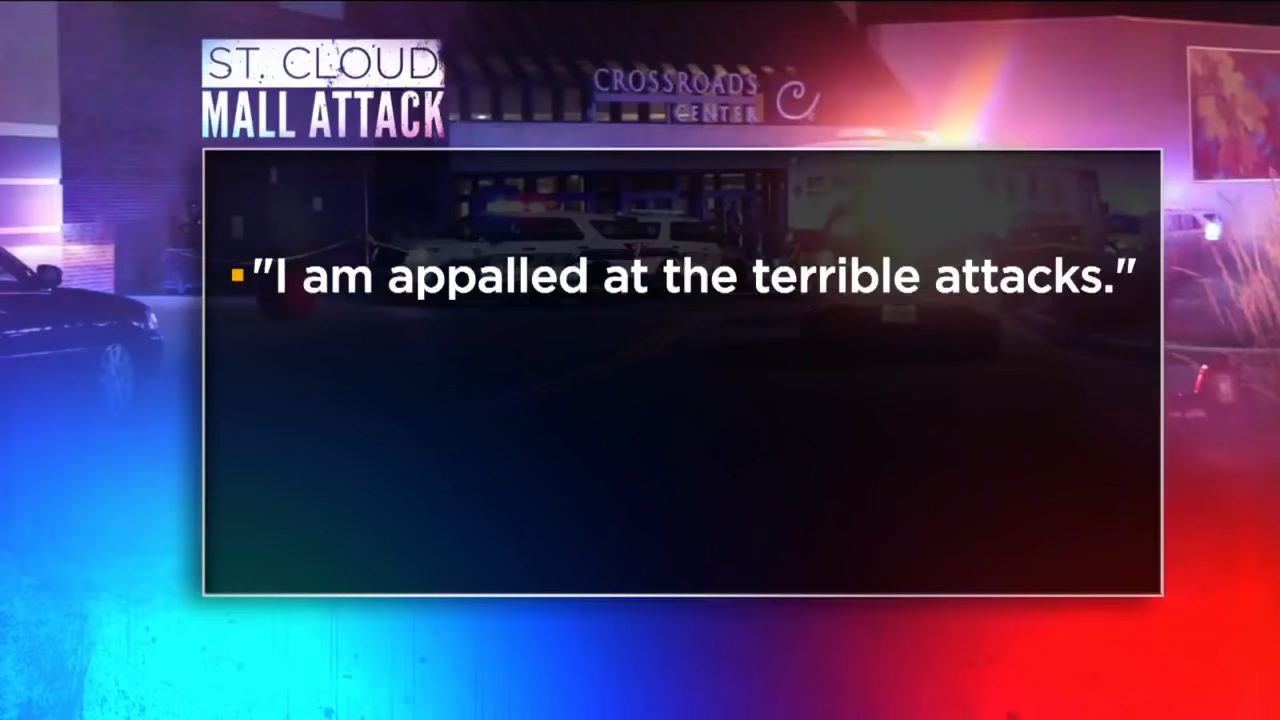 ST. CLOUD
MALL ATTACK
CROSSROADS
CENTER
"I am appalled at the terrible attacks."